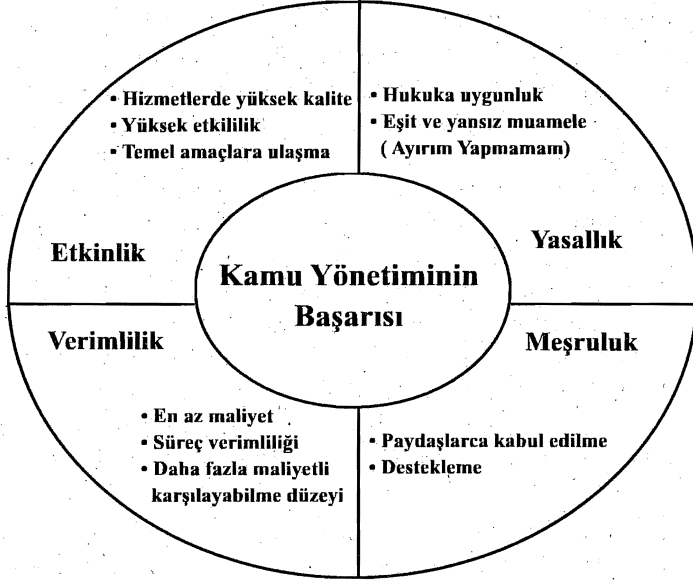 • Hizmetlerde yüksek kalite
• Yüksek etkililik
• Temel amaçlara ulaşma
Etkinlik
• Hukuka uygunluk
• Eşit ve yansız muamele
( Ayırım Yapmamam)
Yasallık
Kamu Yönetiminin
Başarısı
Verimlilik
• En az maliyet
• Süreç verimliliği
• Daha fazla maliyetli
karşılayabilme düzeyi
Meşruluk
• Paydaşlarca kabul edilme
• Destekleme